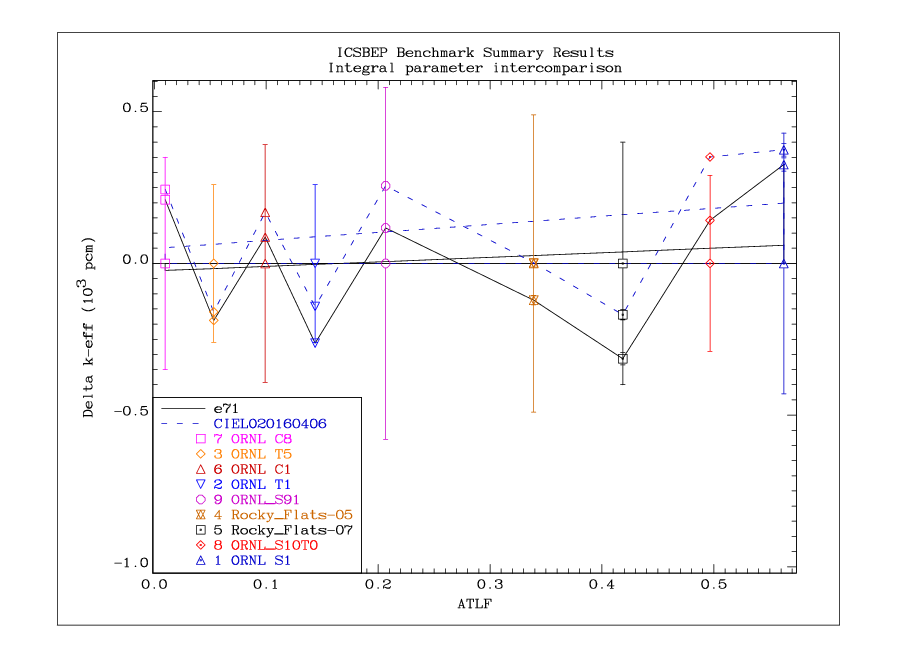 ICSBEP Benchmark Summary Results
Integral parameter intercomparison
0.5
0.0
-0.5
-1.0
Delta k-eff (10³ pcm)
e71
CIELO20160406
7 ORNL C8
3 ORNL T5
6 ORNL C1
2 ORNL T1
9 ORNL_S91
4 Rocky_Flats-05
5 Rocky_Flats-07
8 ORNL_S10T0
1 ORNL S1
0.0 0.1 0.2 0.3 0.4 0.5
ATLF